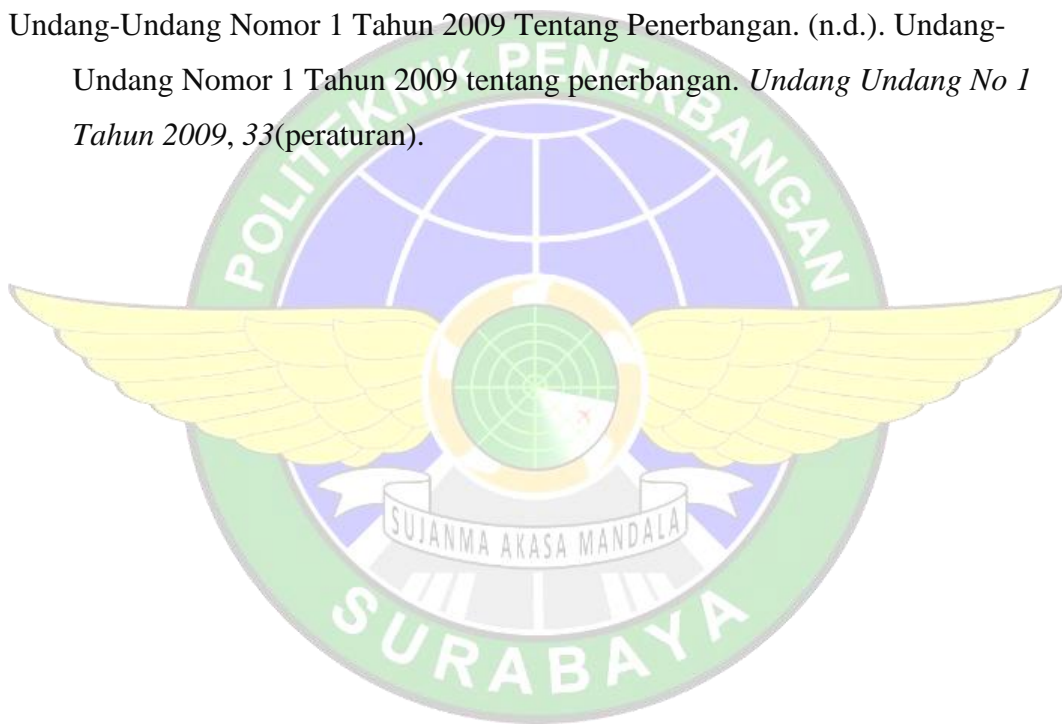 Undang-Undang Nomor 1 Tahun 2009 Tentang Penerbangan. (n.d.). Undang-
Undang Nomor 1 Tahun 2009 tentang penerbangan. Undang Undang No 1
Tahun 2009, 33(peraturan).
POLITEKNIK PENERBANGAN
SUJANMA AKASA MANDALA
SURABAYA